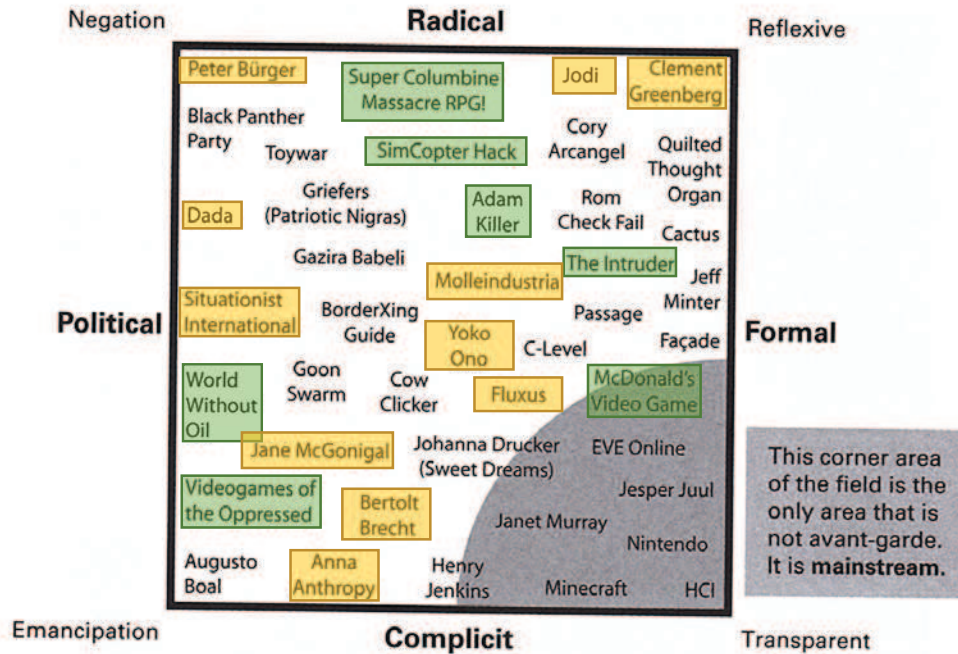 Negation
Radical
Reflexive
Peter Bürger
Super Columbine
Massacre RPG!
Jodi
Clement
Greenberg
Black Panther
Party
Toywar
SimCopter Hack
Cory
Arcangel
Quilted
Thought
Organ
Dada
Griefers
(Patriotic Nigras)
Adam
Killer
Rom
Check Fail
Cactus
Gazira Babeli
Molleindustria
The Intruder
Jeff
Minter
Situationist
International
BorderXing
Guide
Yoko
Ono
Passage
C-Level
Façade
Political
Formal
World
Without
Oil
Goon
Swarm
Cow
Clicker
Fluxus
McDonald's
Video Game
Jane McGonigal
Johanna Drucker
(Sweet Dreams)
EVE Online
This corner area
of the field is the
only area that is
not avant-garde.
It is mainstream.
Videogames of
the Oppressed
Bertolt
Brecht
Jesper Juul
Janet Murray
Nintendo
Augusto
Boal
Anna
Anthropy
Henry
Jenkins
Minecraft
HCI
Emancipation
Complicit
Transparent